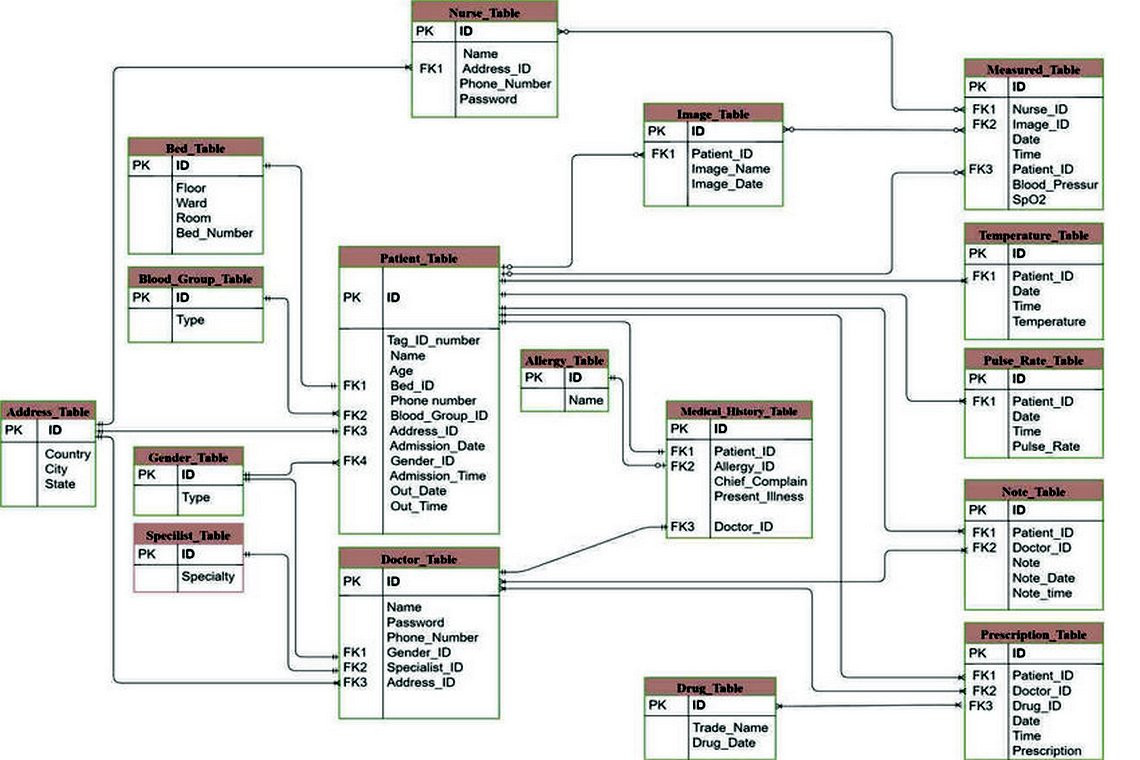 Nurse_Table
PK ID
Name
FK1 Address_ID
Phone_Number
Password
Measured_Table
PK ID
FK1 Nurse_ID
FK2 Image_ID
Date
Time
FK3 Patient_ID
Blood_Pressur
SpO2
Image_Table
PK ID
FK1 Patient_ID
Image_Name
Image_Date
Bed_Table
PK ID
Floor
Ward
Room
Bed_Number
Blood_Group_Table
PK ID
Type
Patient_Table
PK ID
Tag_ID_number
Name
Age
FK1 Bed_ID
Phone number
FK2 Blood_Group_ID
FK3 Address_ID
Admission_Date
FK4 Gender_ID
Admission_Time
Out_Date
Out_Time
Temperature_Table
PK ID
FK1 Patient_ID
Date
Time
Temperature
Pulse_Rate_Table
PK ID
FK1 Patient_ID
Date
Time
Pulse_Rate
Allergy_Table
PK ID
Name
Medical_History_Table
PK ID
FK1 Patient_ID
FK2 Allergy_ID
Chief_Complain
Present_Illness
FK3 Doctor_ID
Address_Table
PK ID
Country
City
State
Gender_Table
PK ID
Type
Specilist_Table
PK ID
Specialty
Doctor_Table
PK ID
Name
Password
Phone_Number
FK1 Gender_ID
FK2 Specialist_ID
FK3 Address_ID
Note_Table
PK ID
FK1 Patient_ID
FK2 Doctor_ID
Note
Note_Date
Note_time
Prescription_Table
PK ID
FK1 Patient_ID
FK2 Doctor_ID
FK3 Drug_ID
Date
Time
Prescription
Drug_Table
PK ID
Trade_Name
Drug_Date